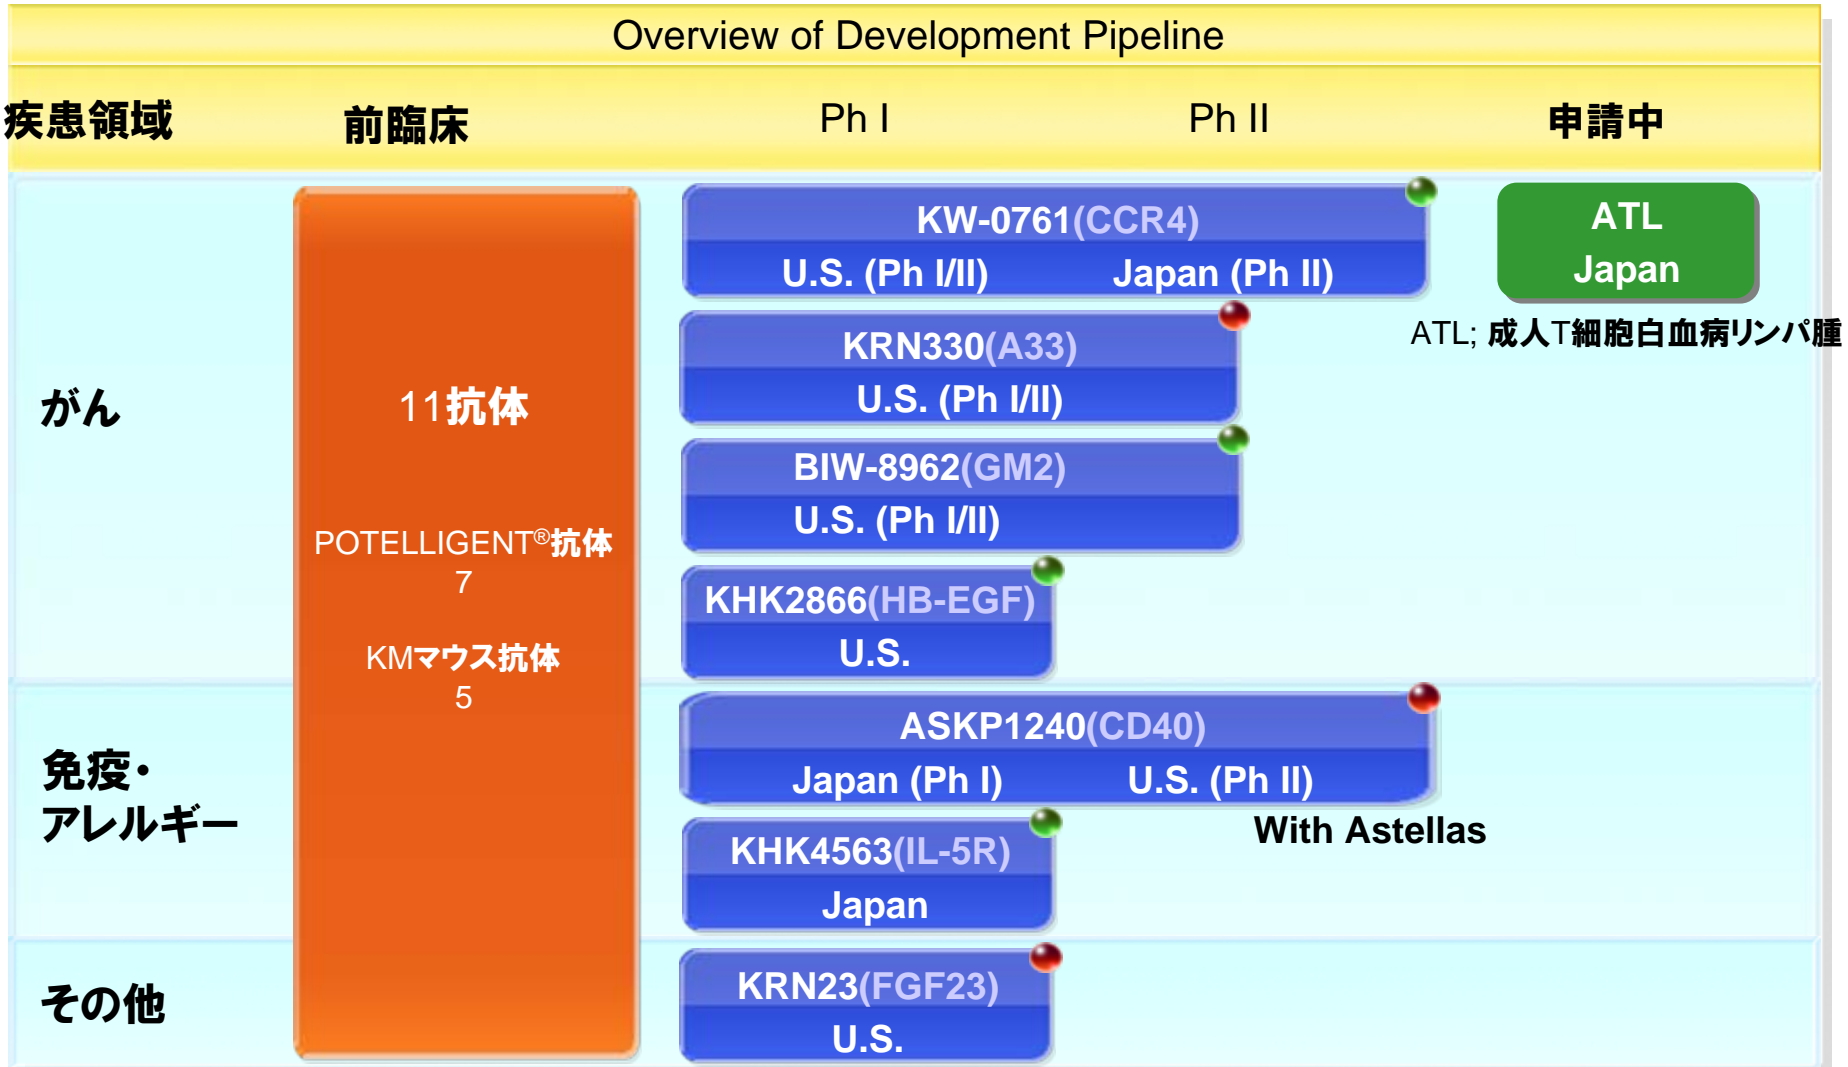 Overview of Development Pipeline
疾患領域 前臨床 Ph I Ph II 申請中
がん
11抗体
POTELLIGENT®抗体
7
KMマウス抗体
5
KW-0761(CCR4)
U.S. (Ph I/II) Japan (Ph II)
ATL
Japan
ATL; 成人T細胞白血病リンパ腫
KRN330(A33)
U.S. (Ph I/II)
BIW-8962(GM2)
U.S. (Ph I/II)
KHK2866(HB-EGF)
U.S.
免疫・
アレルギー
ASKP1240(CD40)
Japan (Ph I) U.S. (Ph II)
With Astellas
KHK4563(IL-5R)
Japan
その他
KRN23(FGF23)
U.S.